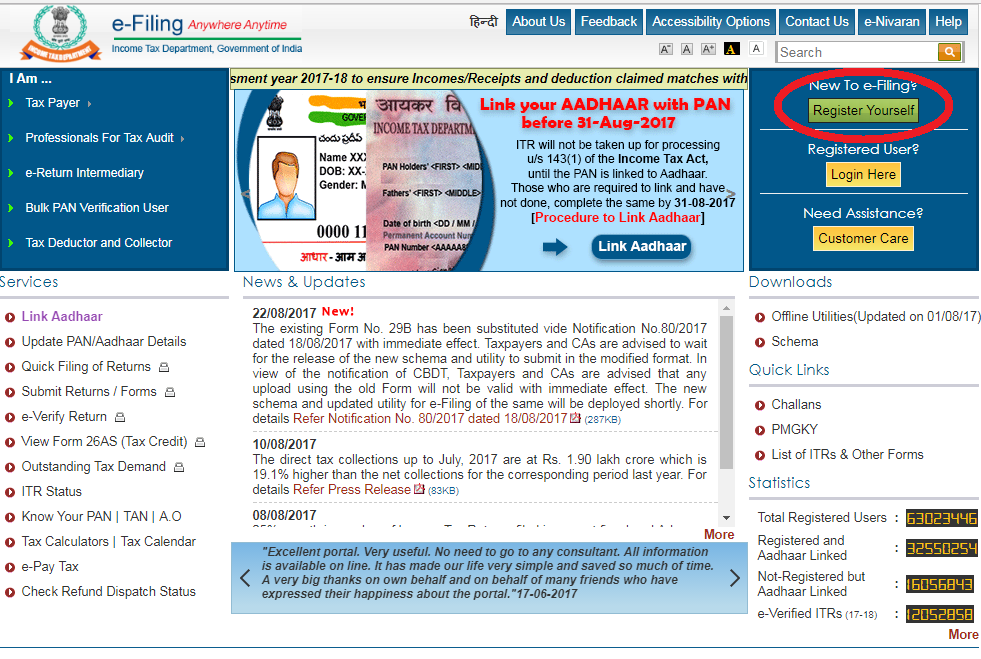 e-Filing Anywhere Anytime
Income Tax Department, Government of India
हिन्दी About Us Feedback Accessibility Options Contact Us e-Nivaran Help
A- A A+ A A Search
I Am ...
Tax Payer
Professionals For Tax Audit
e-Return Intermediary
Bulk PAN Verification User
Tax Deductor and Collector
sment year 2017-18 to ensure Incomes/Receipts and deduction claimed matches with
GOVE
Name XXX
DOB: XX-
Gender: M
0000 11
आधार - आम
आयकर वि
INCOME TAX DEPARTM
PAN Holders' <FIRST> <MID
Fathers' <FIRST> <MIDDLE>
Date of birth <DD / MM /
Permanent Account Num
PAN Number <AAAAA8
Link your AADHAAR with PAN
before 31-Aug-2017
ITR will not be taken up for processing
u/s 143(1) of the Income Tax Act,
until the PAN is linked to Aadhaar.
Those who are required to link and have
not done, complete the same by 31-08-2017
[Procedure to Link Aadhaar]
Link Aadhaar
New To e-Filing?
Register Yourself
Registered User?
Login Here
Need Assistance?
Customer Care
Services
Link Aadhaar
Update PAN/Aadhaar Details
Quick Filing of Returns
Submit Returns / Forms
e-Verify Return
View Form 26AS (Tax Credit)
Outstanding Tax Demand
ITR Status
Know Your PAN | TAN | A.O
Tax Calculators | Tax Calendar
e-Pay Tax
Check Refund Dispatch Status
News & Updates
22/08/2017 New!
The existing Form No. 29B has been substituted vide Notification No.80/2017
dated 18/08/2017 with immediate effect. Taxpayers and CAs are advised to wait
for the release of the new schema and utility to submit in the modified format. In
view of the notification of CBDT, Taxpayers and CAs are advised that any
upload using the old Form will not be valid with immediate effect. The new
schema and updated utility for e-Filing of the same will be deployed shortly. For
details Refer Notification No. 80/2017 dated 18/08/2017 (287KB)
10/08/2017
The direct tax collections up to July, 2017 are at Rs. 1.90 lakh crore which is
19.1% higher than the net collections for the corresponding period last year. For
details Refer Press Release (83KB)
08/08/2017
More
"Excellent portal. Very useful. No need to go to any consultant. All information
is available on line. It has made our life very simple and saved so much of time.
A very big thanks on own behalf and on behalf of many friends who have
expressed their happiness about the portal."17-06-2017
Downloads
Offline Utilities(Updated on 01/08/17)
Schema
Quick Links
Challans
PMGKY
List of ITRs & Other Forms
Statistics
Total Registered Users : 63023446
Registered and
Aadhaar Linked : 32550254
Not-Registered but
Aadhaar Linked : 16056843
e-Verified ITRs (17-18) : 12052858
More